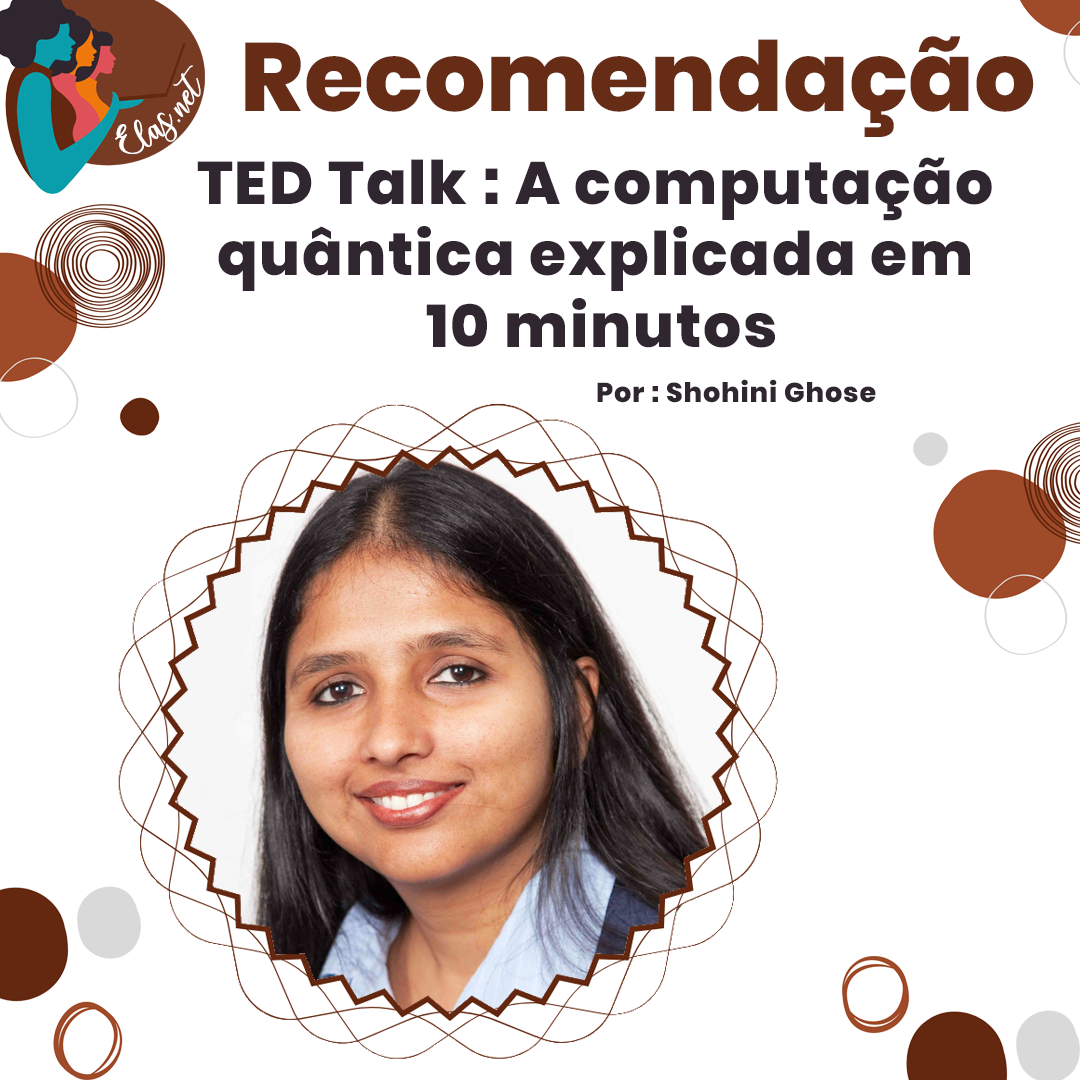 Elas.net
Recomendação
TED Talk : A computação
quântica explicada em
10 minutos
Por : Shohini Ghose